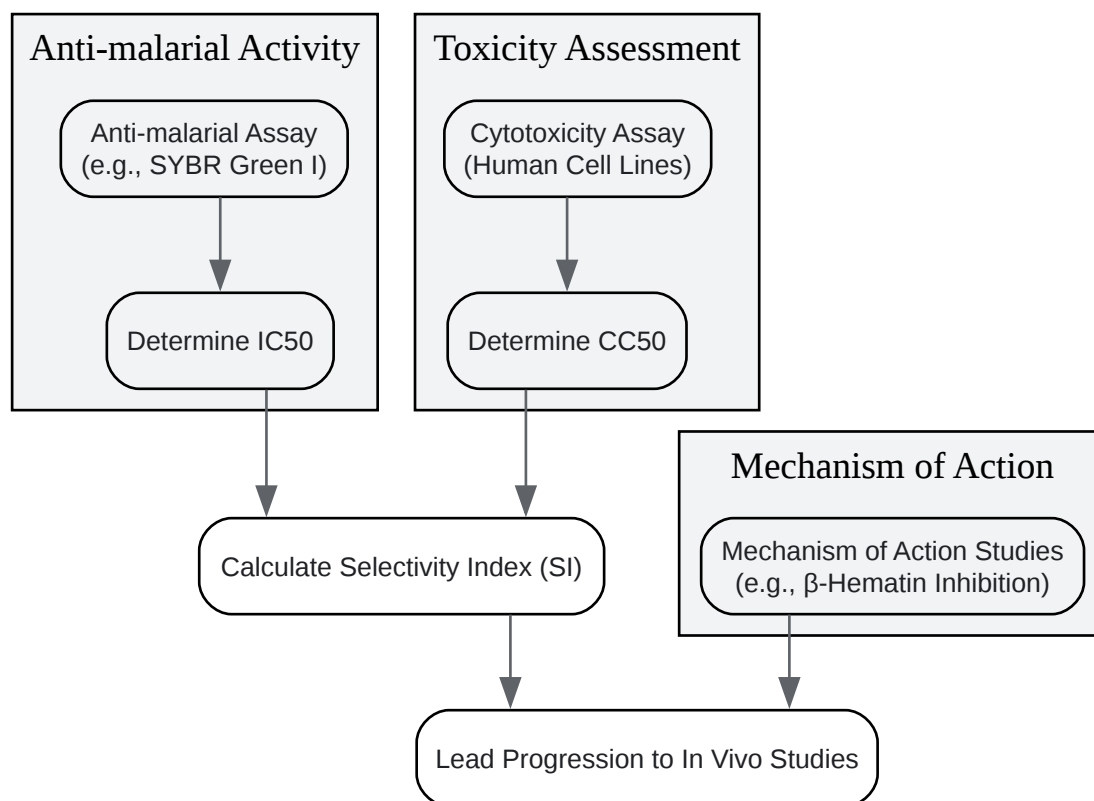 Anti-malarial Activity
Anti-malarial Assay
(e.g., SYBR Green I)
Determine IC50
Toxicity Assessment
Cytotoxicity Assay
(Human Cell Lines)
Determine CC50
Calculate Selectivity Index (SI)
Mechanism of Action
Mechanism of Action Studies
(e.g., β-Hematin Inhibition)
Lead Progression to In Vivo Studies